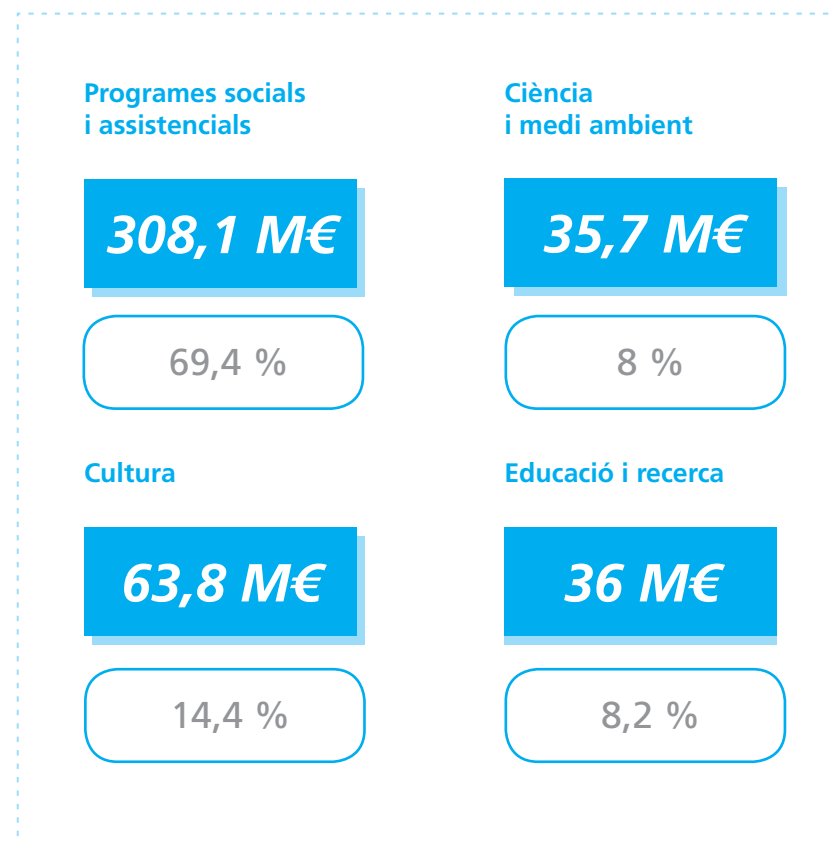 Programes socials
i assistencials
308,1 M€
69,4 %
Ciència
i medi ambient
35,7 M€
8 %
Cultura
63,8 M€
14,4 %
Educació i recerca
36 M€
8,2 %